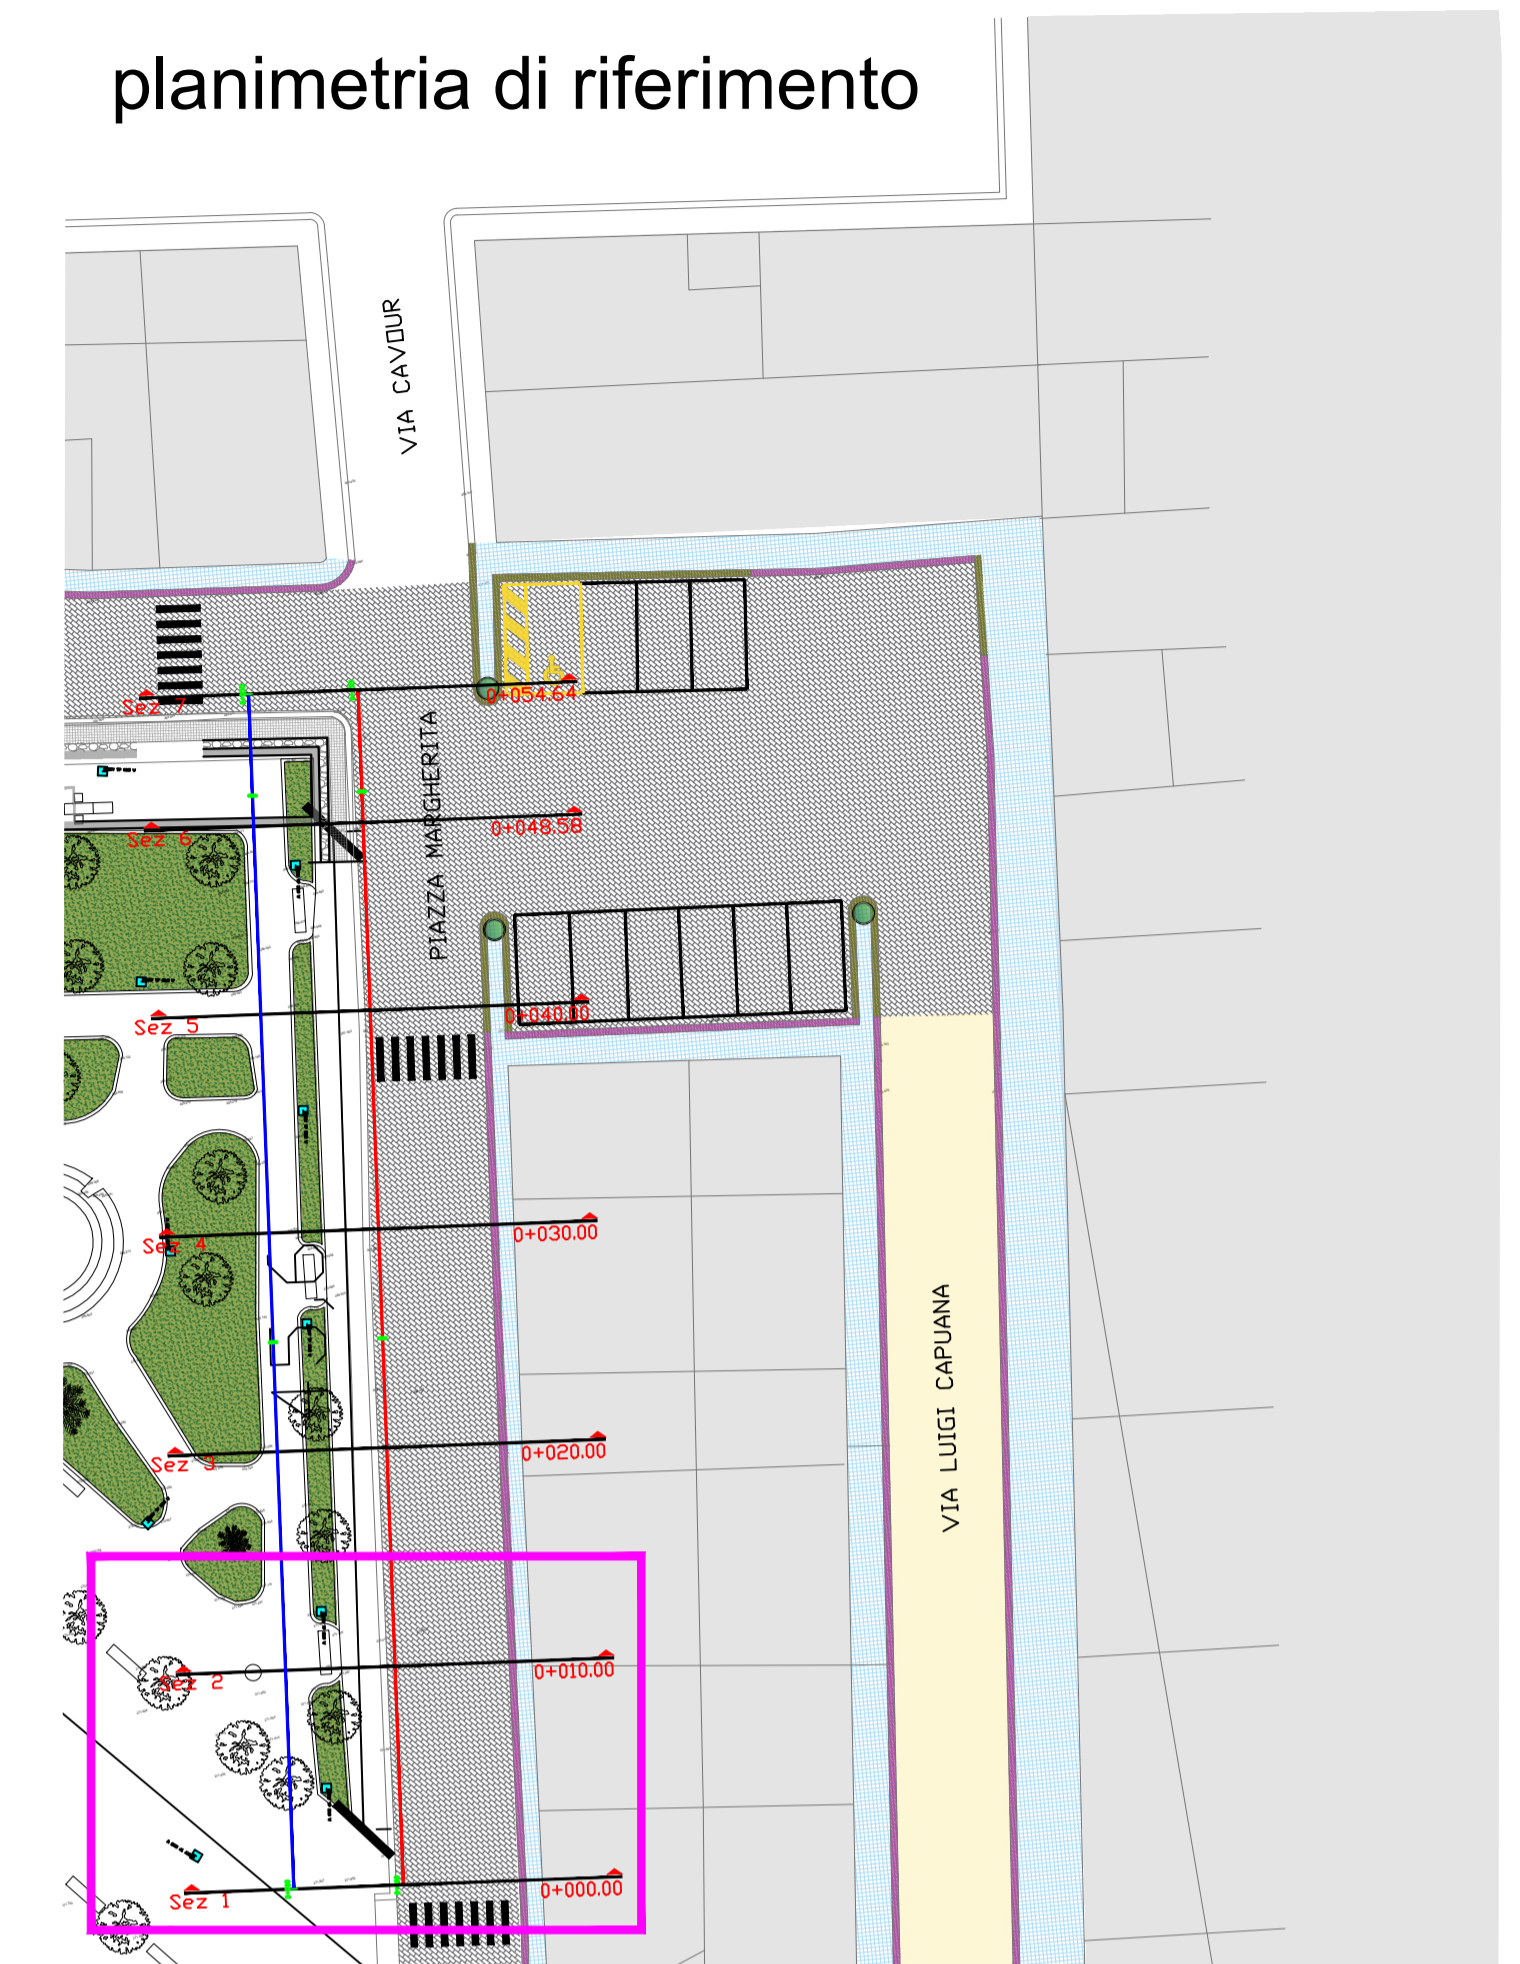 planimetria di riferimento
VIA CAVOUR
Sez 7
0+054.64
PIAZZA MARGHERITA
Sez 6
0+048.58
Sez 5
0+040.00
Sez 4
0+030.00
VIA LUIGI CAPUANA
Sez 3
0+020.00
Sez 2
0+010.00
Sez 1
0+000.00